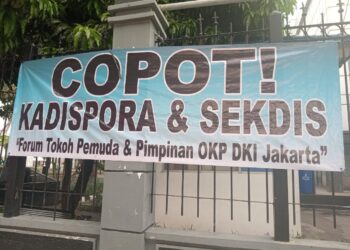 COPOT!
KADISPORA & SEKDIS
"Forum Tokoh Pemuda & Pimpinan OKP DKI Jakarta"